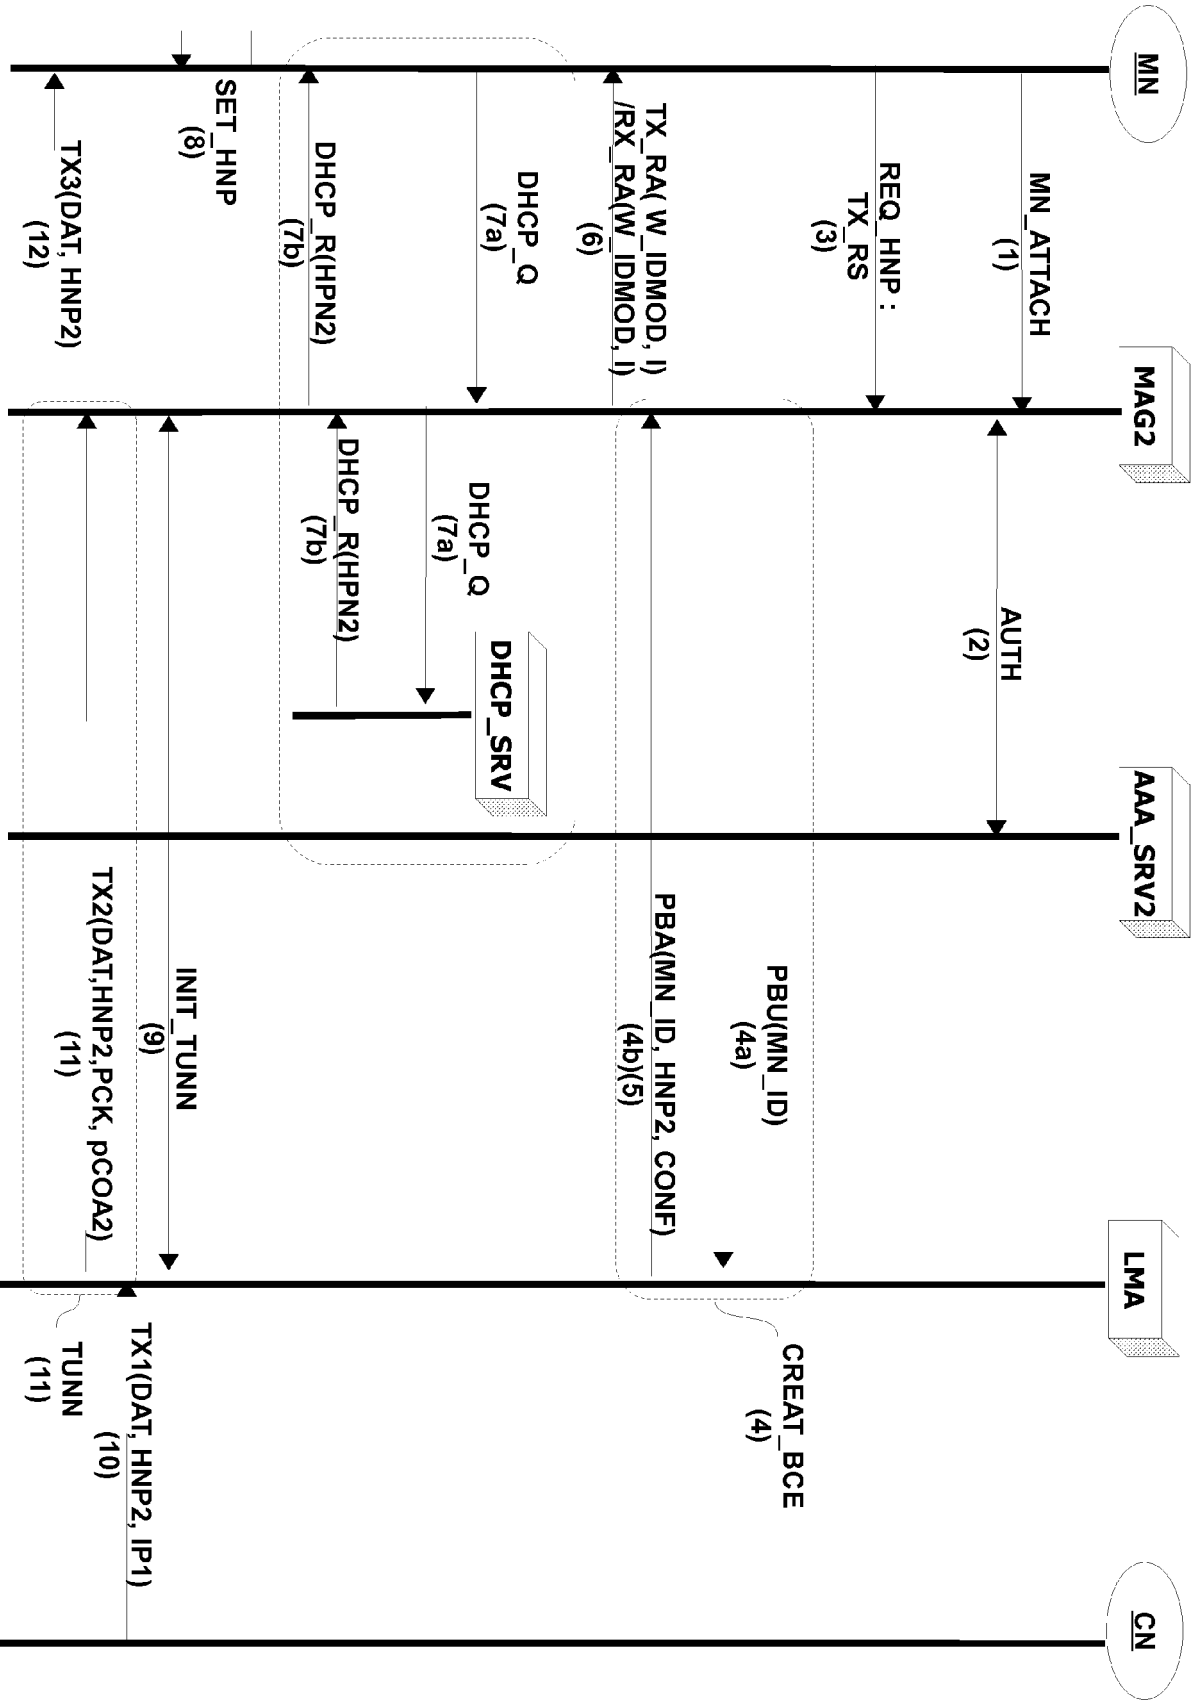 MN
MAG2
AAA_SRV2
LMA
CN
MN_ATTACH
(1)
AUTH
(2)
REQ_HNP :
TX_RS
(3)
CREAT_BCE
(4)
PBU(MN_ID)
(4a)
PBA(MN_ID, HNP2, CONF)
(4b)(5)
TX_RA( W_IDMOD, I)
/RX_RA(W_IDMOD, I)
(6)
DHCP_SRV
DHCP_Q
(7a)
DHCP_Q
(7a)
DHCP_R(HPN2)
(7b)
DHCP_R(HPN2)
(7b)
SET_HNP
(8)
INIT_TUNN
(9)
TX1(DAT, HNP2, IP1)
(10)
TX2(DAT,HNP2,PCK, pCOA2)
(11)
TUNN
(11)
TX3(DAT, HNP2)
(12)